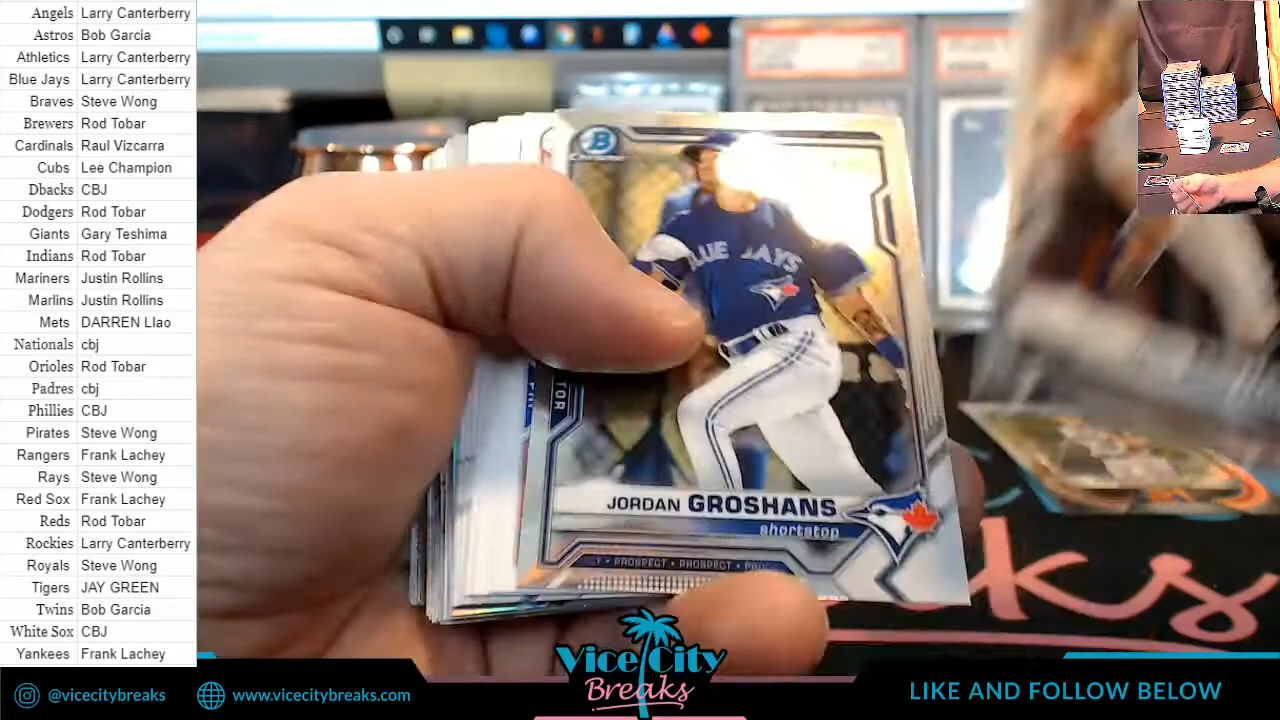 Angels Larry Canterberry
Astros Bob Garcia
Athletics Larry Canterberry
Blue Jays Larry Canterberry
Braves Steve Wong
Brewers Rod Tobar
Cardinals Raul Vizcarra
Cubs Lee Champion
Dbacks CBJ
Dodgers Rod Tobar
Giants Gary Teshima
Indians Rod Tobar
Mariners Justin Rollins
Marlins Justin Rollins
Mets DARREN LIao
Nationals cbj
Orioles Rod Tobar
Padres cbj
Phillies CBJ
Pirates Steve Wong
Rangers Frank Lachey
Rays Steve Wong
Red Sox Frank Lachey
Reds Rod Tobar
Rockies Larry Canterberry
Royals Steve Wong
Tigers JAY GREEN
Twins Bob Garcia
White Sox CBJ
Yankees Frank Lachey
B
BLUE JAYS
TOR
JORDAN GROSHANS
shortstop
PROSPECT • PROSPECT
ks
@vicecitybreaks
www.vicecitybreaks.com
Vice City
Breaks
LIKE AND FOLLOW BELOW